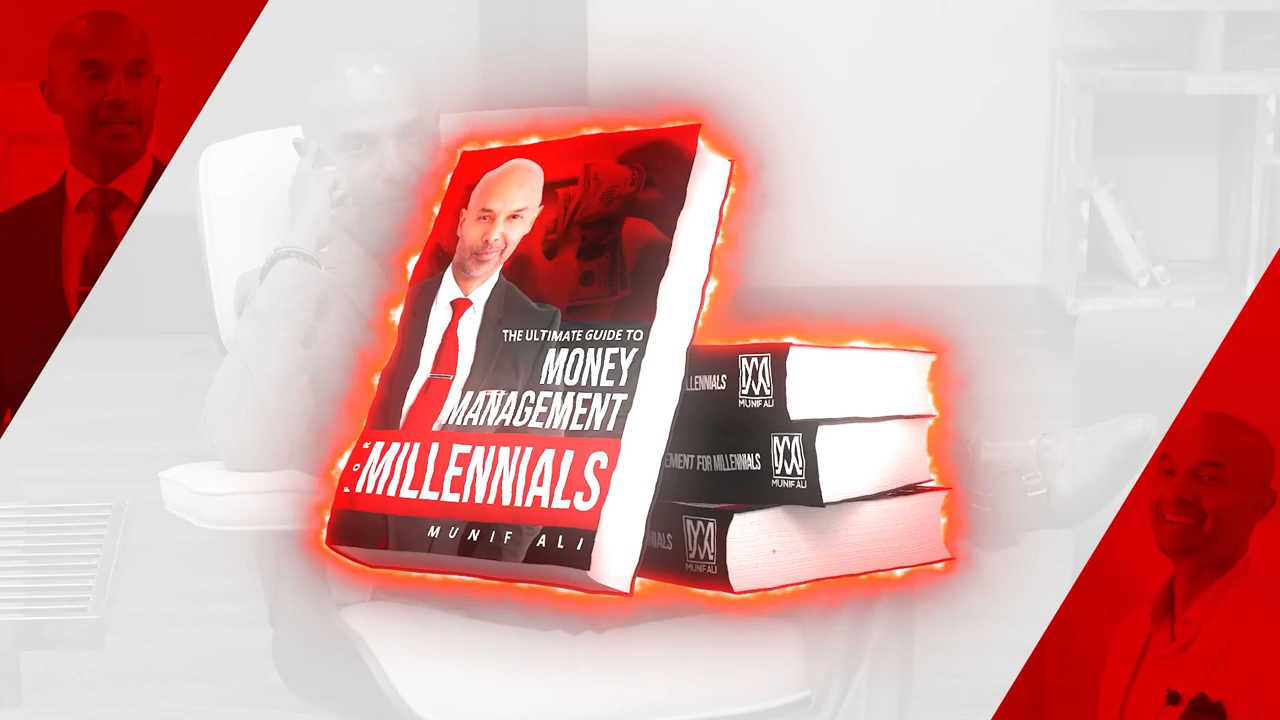 THE ULTIMATE GUIDE TO
MONEY
MANAGEMENT
FOR
MILLENNIALS
MUNIF ALI
LLENNIALS
MUNIF ALI
EMENT FOR MILLENNIALS
MUNIF ALI
NIALS
MUNIF ALI